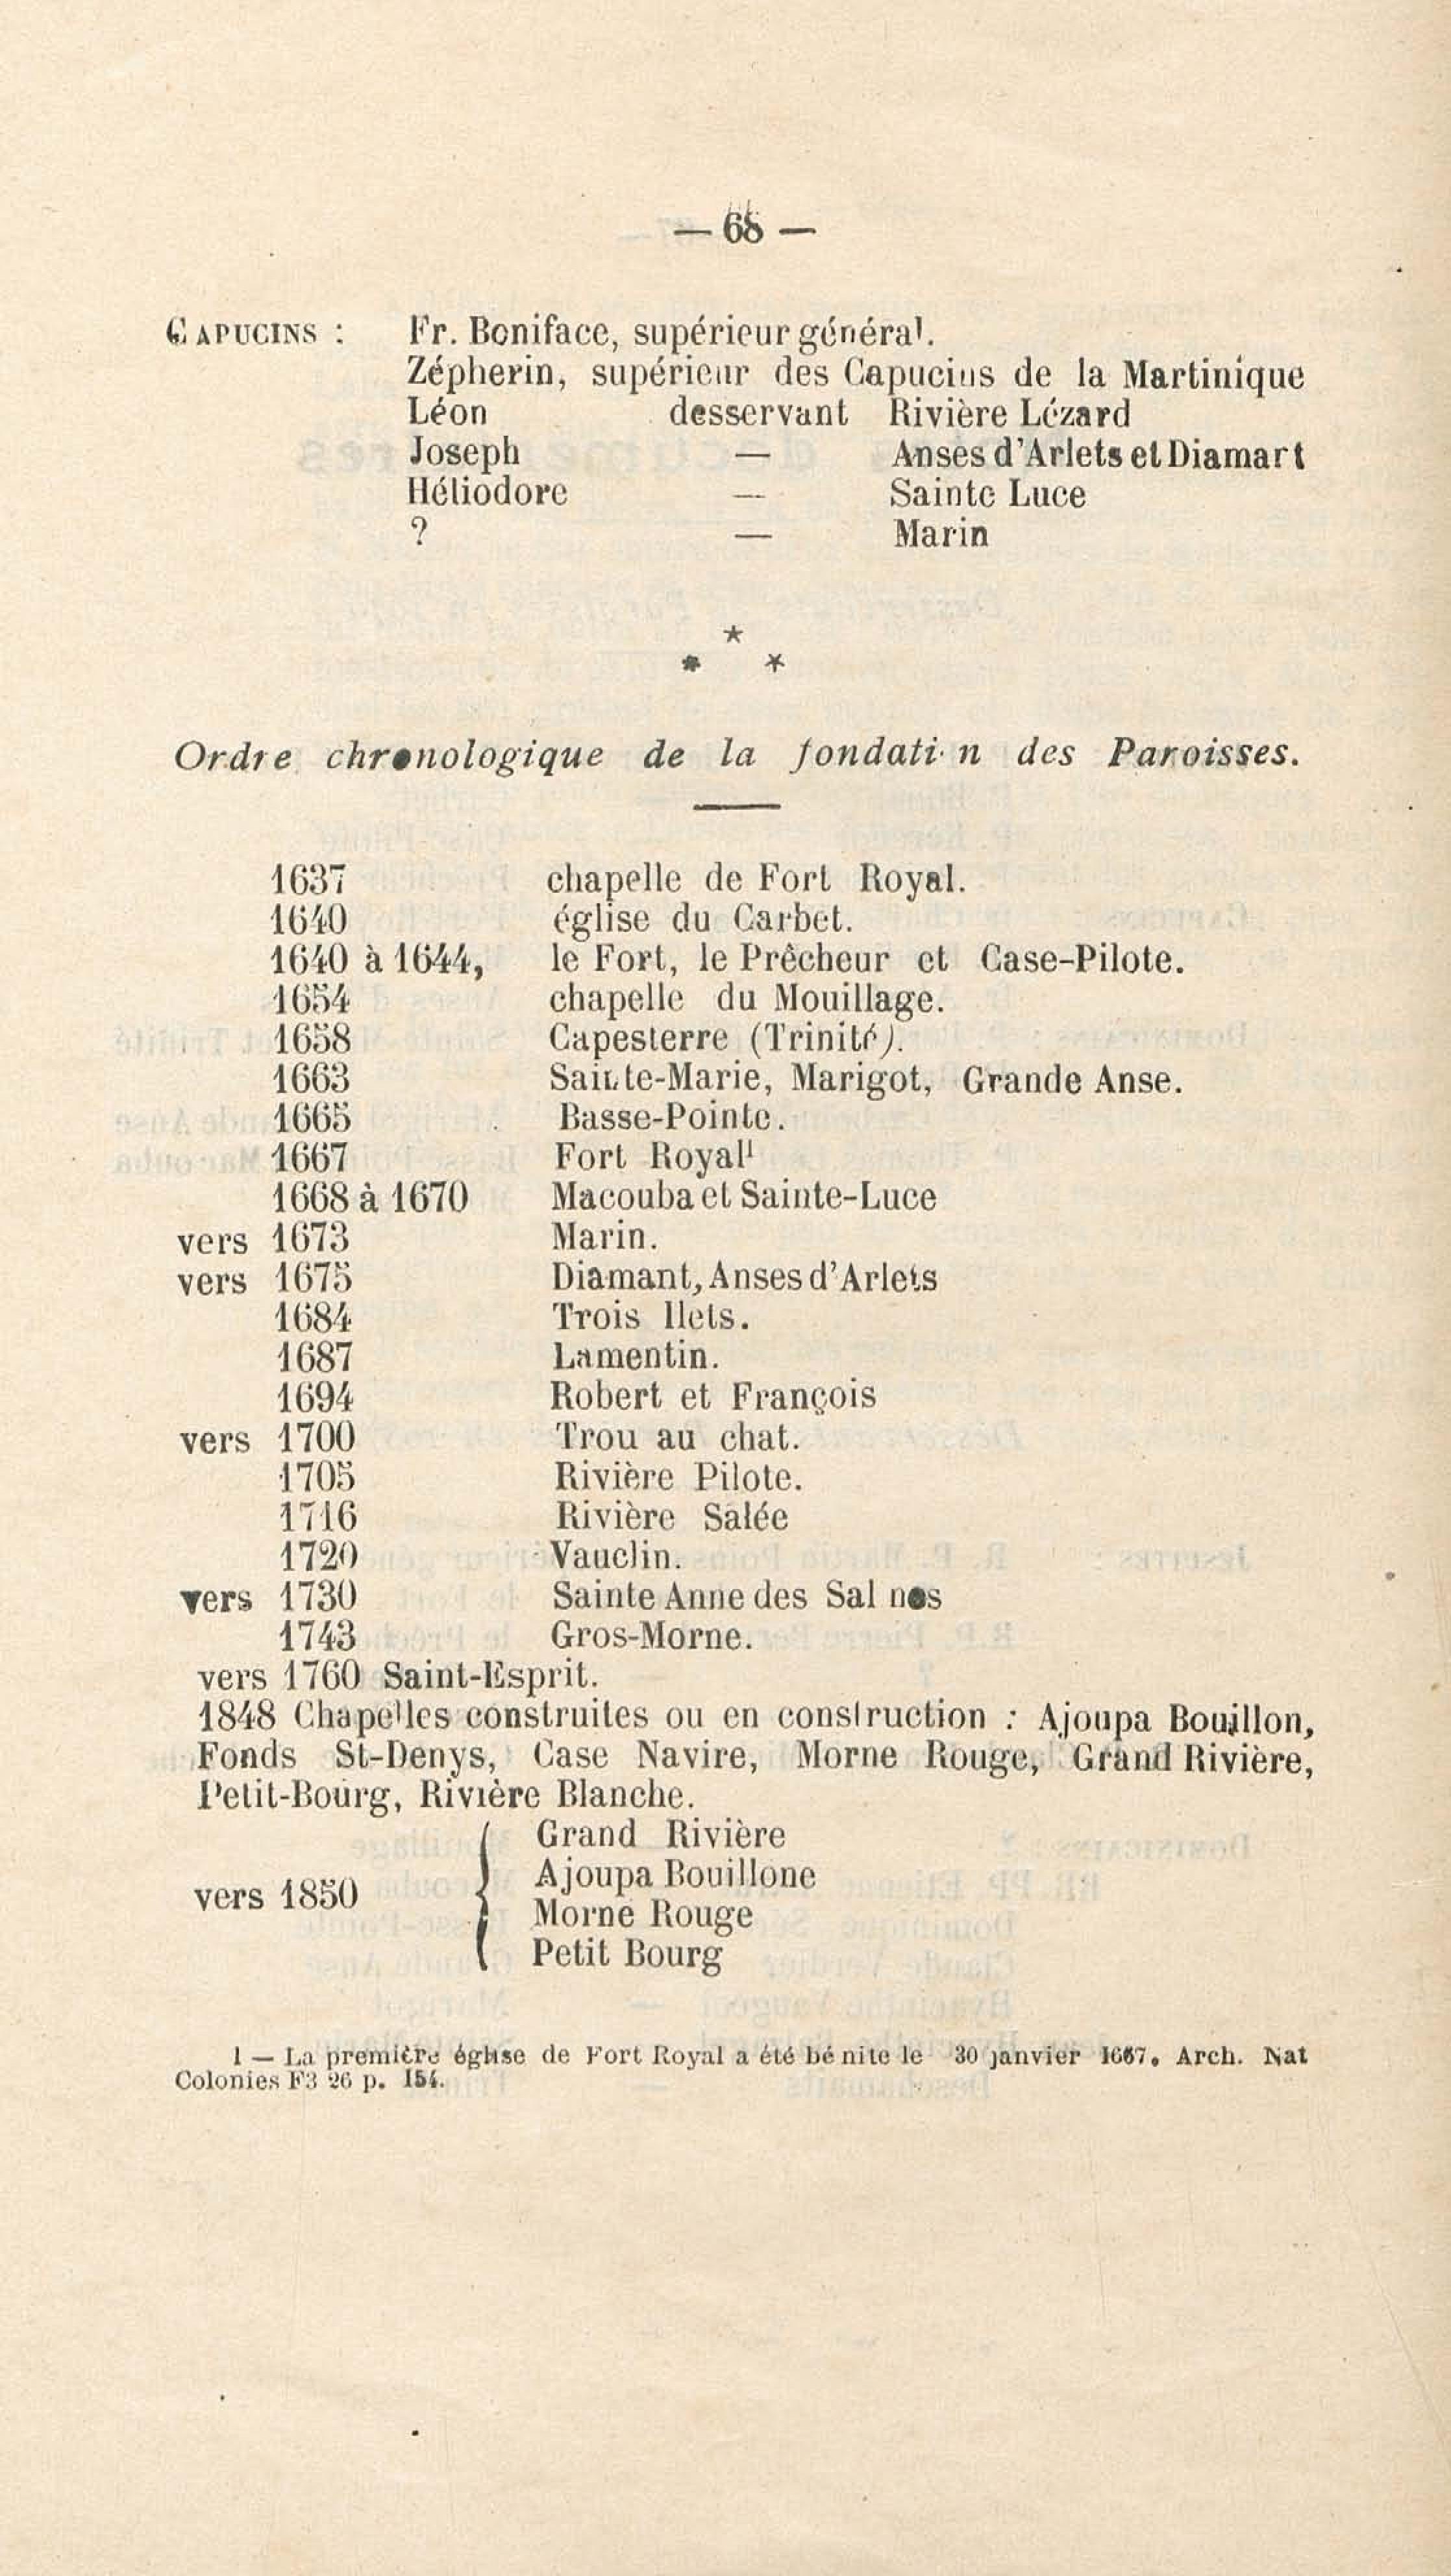 — 68 —
CAPUCINS : Fr. Boniface, supérieur général.
Zépherin, supérieur des Capucins de la Martinique
Léon desservant Rivière Lézard
Joseph — Anses d'Arlets et Diamart
Héliodore — Sainte Luce
? — Marin
*
* *
Ordre chronologique de la fondati n des Paroisses.
1637 chapelle de Fort Royal.
1640 église du Carbet.
1640 à 1644, le Fort, le Prêcheur et Case-Pilote.
1654 chapelle du Mouillage.
1658 Capesterre (Trinité).
1663 Sainte-Marie, Marigot, Grande Anse.
1665 Basse-Pointe.
1667 Fort Royal¹
1668 à 1670 Macouba et Sainte-Luce
vers 1673 Marin.
vers 1675 Diamant, Anses d'Arlets
1684 Trois Ilets.
1687 Lamentin.
1694 Robert et François
vers 1700 Trou au chat.
1705 Rivière Pilote.
1716 Rivière Salée
1720 Vauclin.
vers 1730 Sainte Anne des Sal nes
1743 Gros-Morne.
vers 1760 Saint-Esprit.
1848 Chapelles construites ou en construction : Ajoupa Bouillon,
Fonds St-Denys, Case Navire, Morne Rouge, Grand Rivière,
Petit-Bourg, Rivière Blanche.
Grand Rivière
Ajoupa Bouillone
vers 1850
Morne Rouge
Petit Bourg
1 — La première église de Fort Royal a été bé nite le 30 janvier 1667. Arch. Nat
Colonies F3 26 p. 154.